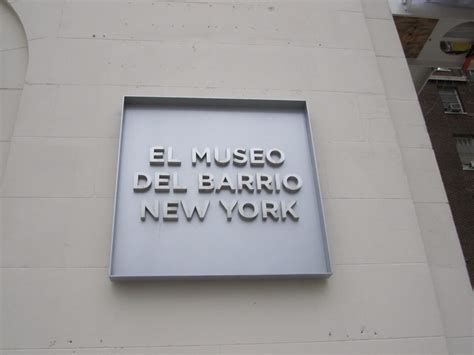 EL MUSEO
DEL BARRIO
NEW YORK